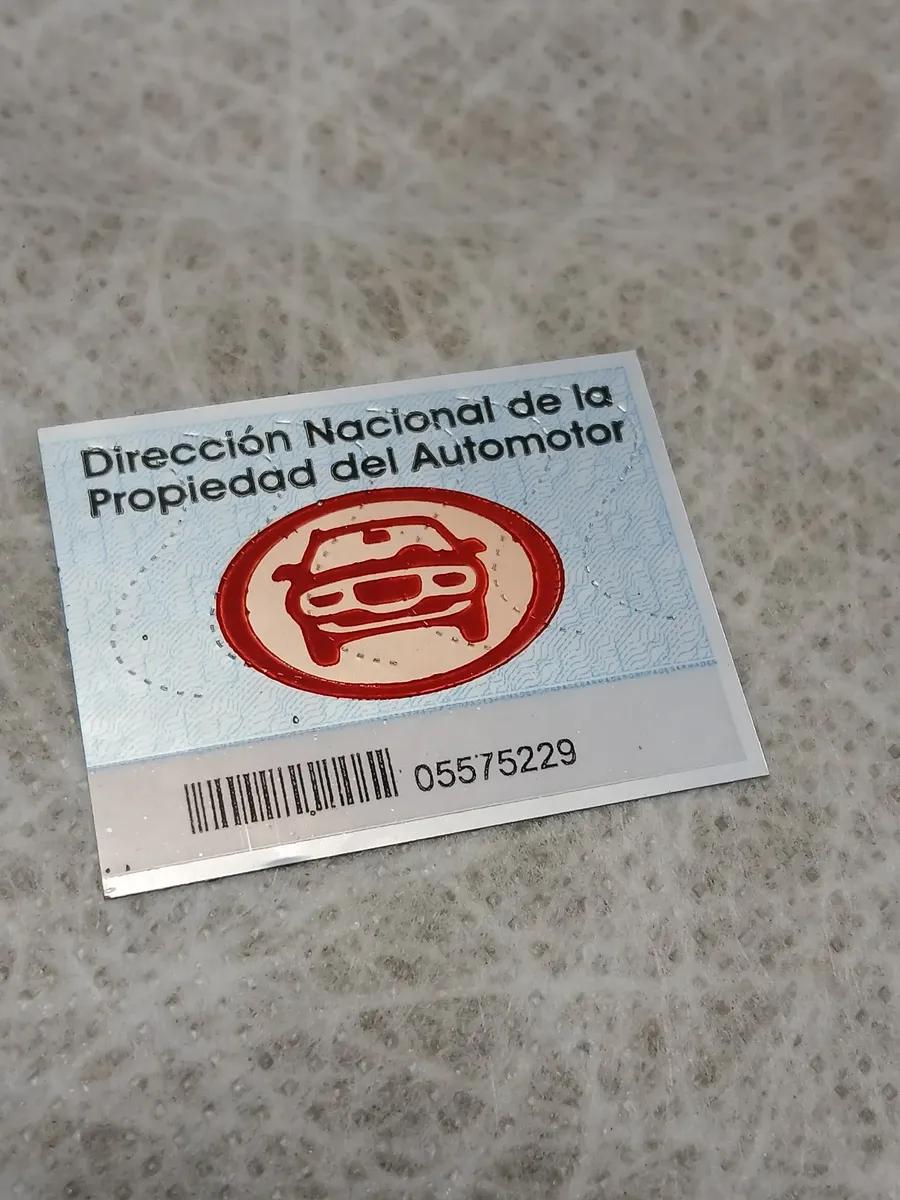 Dirección Nacional de la
Propiedad del Automotor
05575229